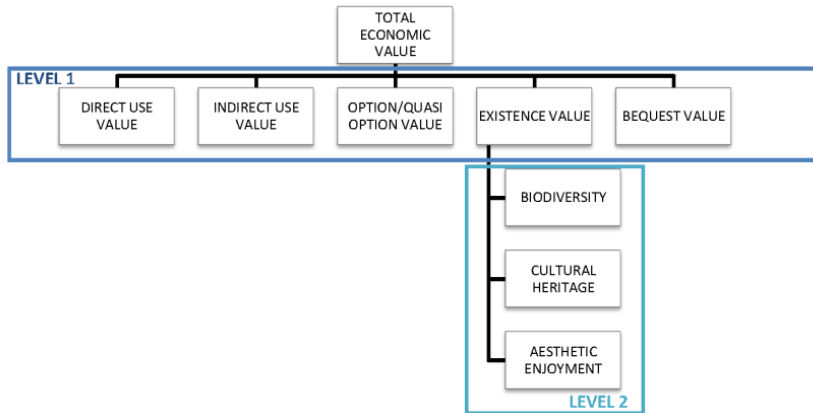 TOTAL
ECONOMIC
VALUE
LEVEL 1
DIRECT USE
VALUE
INDIRECT USE
VALUE
OPTION/QUASI
OPTION VALUE
EXISTENCE VALUE
BEQUEST VALUE
BIODIVERSITY
CULTURAL
HERITAGE
AESTHETIC
ENJOYMENT
LEVEL 2